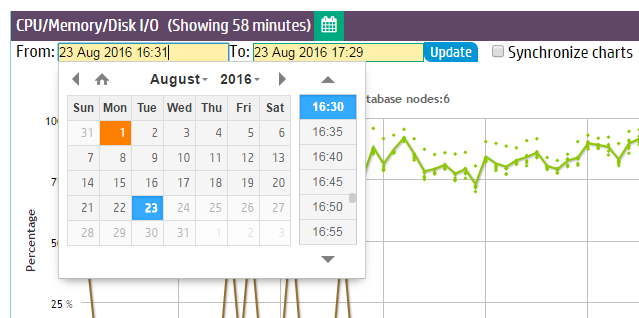 CPU/Memory/Disk I/O (Showing 58 minutes)
From: 23 Aug 2016 16:31 To: 23 Aug 2016 17:29 Update Synchronize charts
August 2016
Sun Mon Tue Wed Thu Fri Sat
31 1 2 3 4 5 6
7 8 9 10 11 12 13
14 15 16 17 18 19 20
21 22 23 24 25 26 27
28 29 30 31 1 2 3
16:30
16:35
16:40
16:45
16:50
16:55
tabase nodes:6
100
75
50
25 %
Percentage